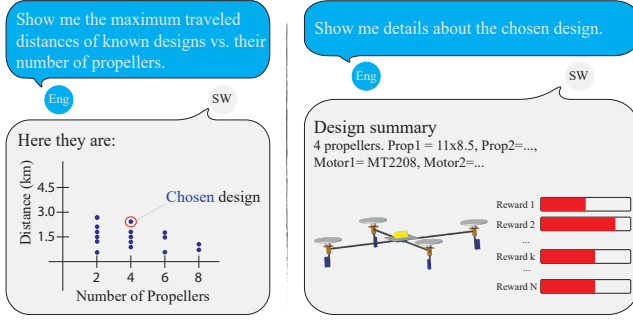 Show me the maximum traveled
distances of known designs vs. their
number of propellers.
Eng
SW
Here they are:
Distance (km)
4.5
3.0
1.5
Chosen design
2 4 6 8
Number of Propellers
Show me details about the chosen design.
Eng
SW
Design summary
4 propellers. Prop1 = 11x8.5, Prop2=...,
Motor1= MT2208, Motor2=...
Reward 1
Reward 2
...
Reward k
...
Reward N